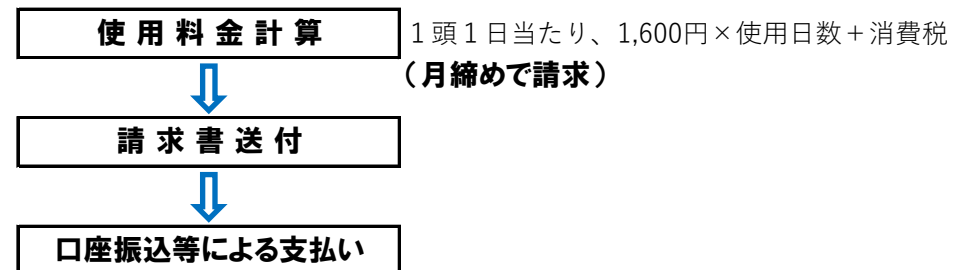 使用料金計算
１頭１日当たり、1,600円×使用日数＋消費税
（月締めで請求）
請求書送付
口座振込等による支払い